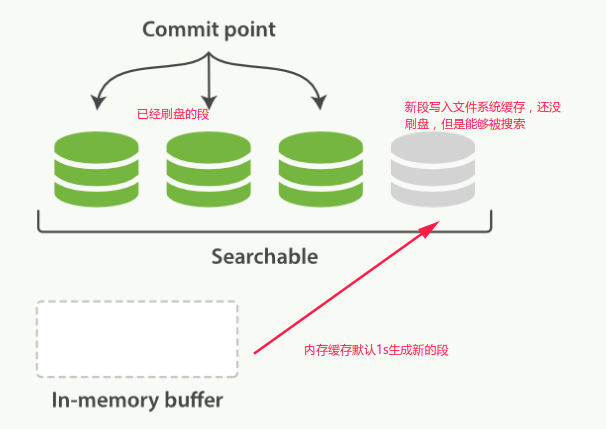 Commit point
已经刷盘的段
新段写入文件系统缓存，还没
刷盘，但是能够被搜索
Searchable
内存缓存默认1s生成新的段
In-memory buffer